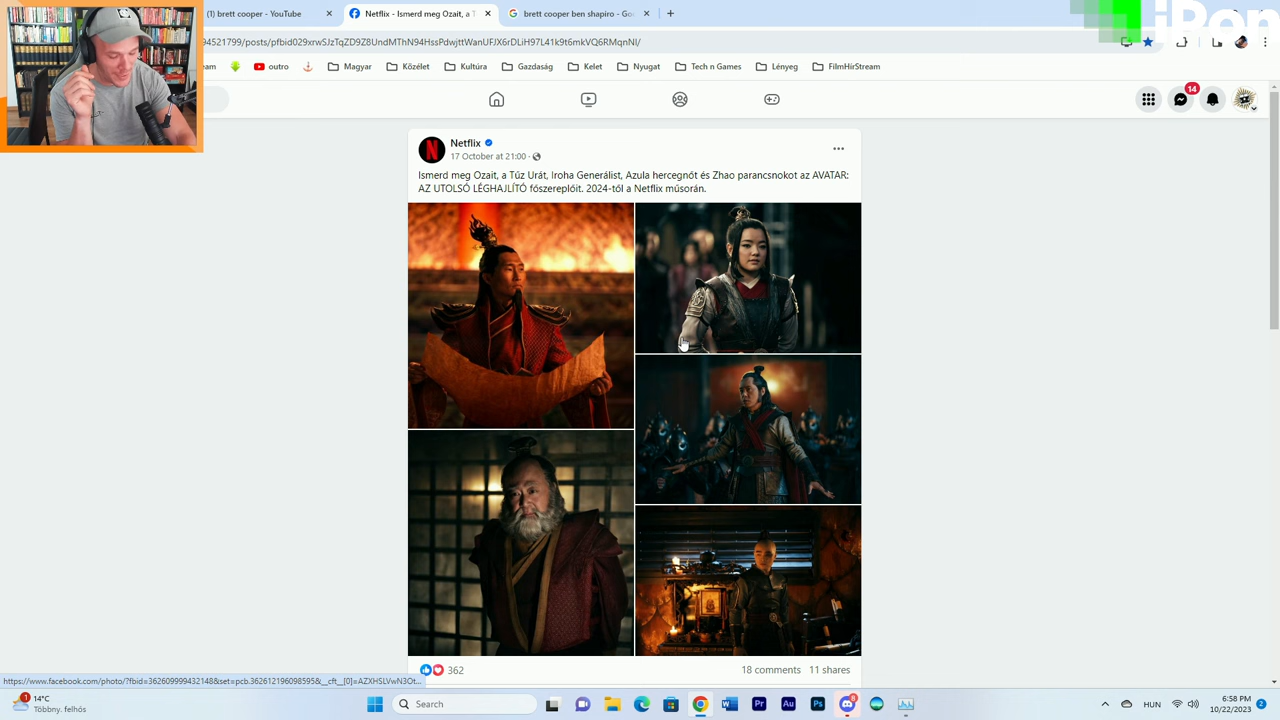 (1) brett cooper - YouTube
Netflix - Ismerd meg Ozait, a T
brett cooper ben shapiro - Go
iPon
94521799/posts/pfbid029xrwSJzTqZD9Z8UndMThN94HssPdwjttWanUFJX6rDLiH97L41k9t6mkVQ6RMqnNl/
eam
outro
Magyar
Közélet
Kultúra
Gazdaság
Kelet
Nyugat
Tech n Games
Lényeg
FilmHírStream
14
Netflix
17 October at 21:00 ·
Ismerd meg Ozait, a Túz Urát, Iroha Generálist, Azula hercegnőt és Zhao parancsnokot az AVATAR:
AZ UTOLSÓ LÉGHAJLÍTÓ főszereplőit. 2024-től a Netflix műsorán.
362
18 comments 11 shares
https://www.facebook.com/photo/?fbid=362609999432148&set=pcb.362612196098595&__cft__[0]=AZXHSLVwN3Ot...
1
14°C
Többny. felhős
Search
HUN
6:58 PM
10/22/2023
2